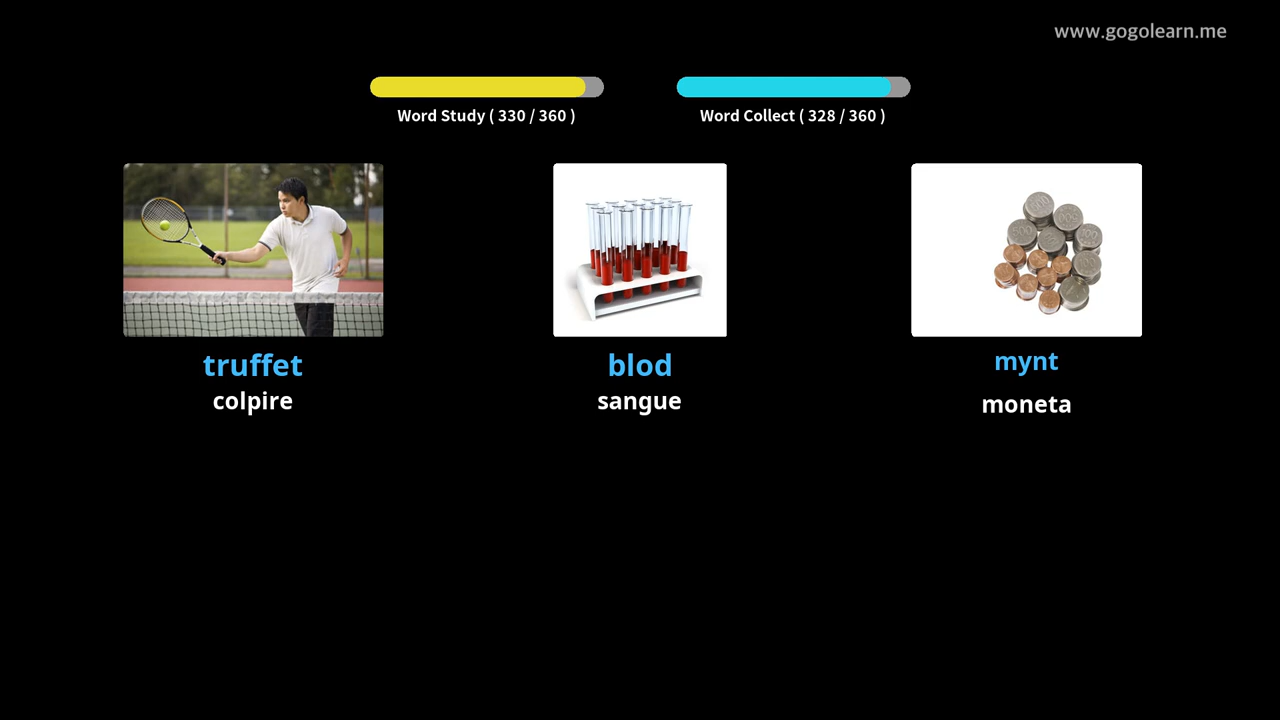 www.gogolearn.me
Word Study ( 330 / 360 )
Word Collect ( 328 / 360 )
truffet
colpire
blod
sangue
mynt
moneta